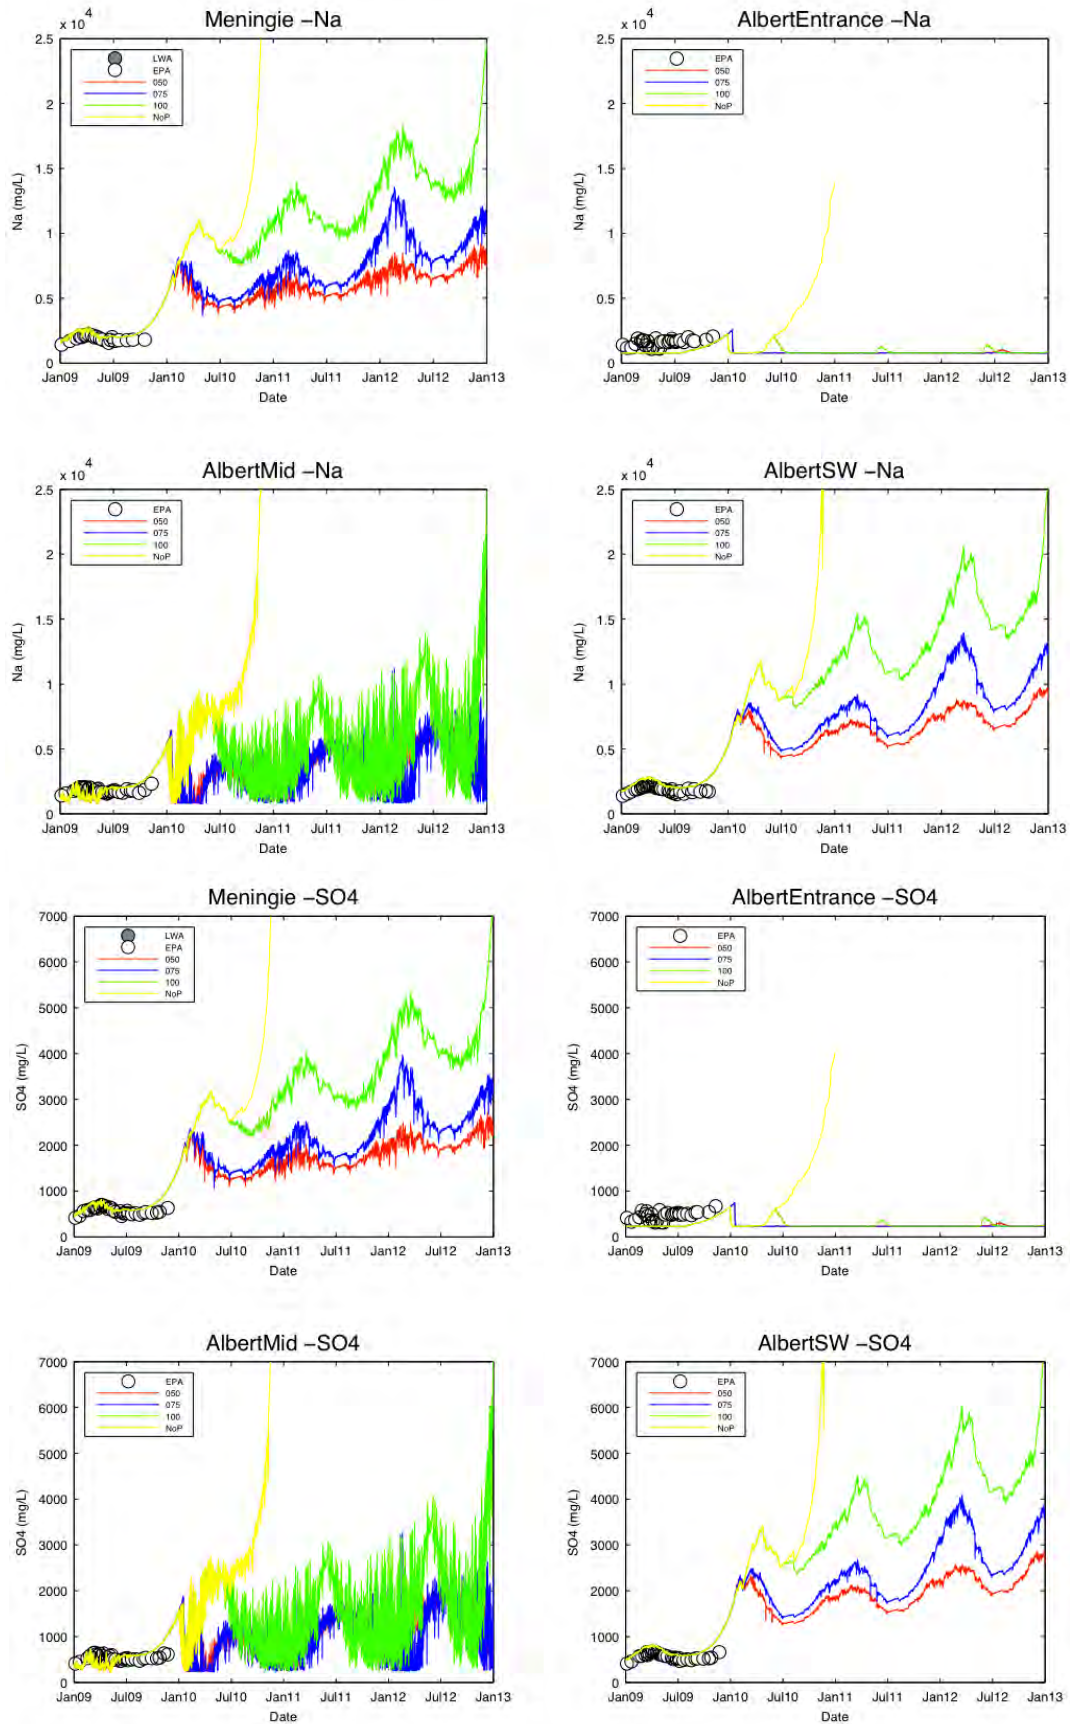 Meningie −Na
x 10 4
2.5
2
1.5
1
0.5
0
Na (mg/L)
LWA
EPA
050
075
100
NoP
Jan09 Jul09 Jan10 Jul10 Jan11 Jul11 Jan12 Jul12 Jan13
Date
AlbertEntrance −Na
x 10 4
2.5
2
1.5
1
0.5
0
Na (mg/L)
EPA
050
075
100
NoP
Jan09 Jul09 Jan10 Jul10 Jan11 Jul11 Jan12 Jul12 Jan13
Date
AlbertMid −Na
x 10 4
2.5
2
1.5
1
0.5
0
Na (mg/L)
EPA
050
075
100
NoP
Jan09 Jul09 Jan10 Jul10 Jan11 Jul11 Jan12 Jul12 Jan13
Date
AlbertSW −Na
x 10 4
2.5
2
1.5
1
0.5
0
Na (mg/L)
EPA
050
075
100
NoP
Jan09 Jul09 Jan10 Jul10 Jan11 Jul11 Jan12 Jul12 Jan13
Date
Meningie −SO4
7000
6000
5000
4000
3000
2000
1000
0
SO4 (mg/L)
LWA
EPA
050
075
100
NoP
Jan09 Jul09 Jan10 Jul10 Jan11 Jul11 Jan12 Jul12 Jan13
Date
AlbertEntrance −SO4
7000
6000
5000
4000
3000
2000
1000
0
SO4 (mg/L)
EPA
050
075
100
NoP
Jan09 Jul09 Jan10 Jul10 Jan11 Jul11 Jan12 Jul12 Jan13
Date
AlbertMid −SO4
7000
6000
5000
4000
3000
2000
1000
0
SO4 (mg/L)
EPA
050
075
100
NoP
Jan09 Jul09 Jan10 Jul10 Jan11 Jul11 Jan12 Jul12 Jan13
Date
AlbertSW −SO4
7000
6000
5000
4000
3000
2000
1000
0
SO4 (mg/L)
EPA
050
075
100
NoP
Jan09 Jul09 Jan10 Jul10 Jan11 Jul11 Jan12 Jul12 Jan13
Date